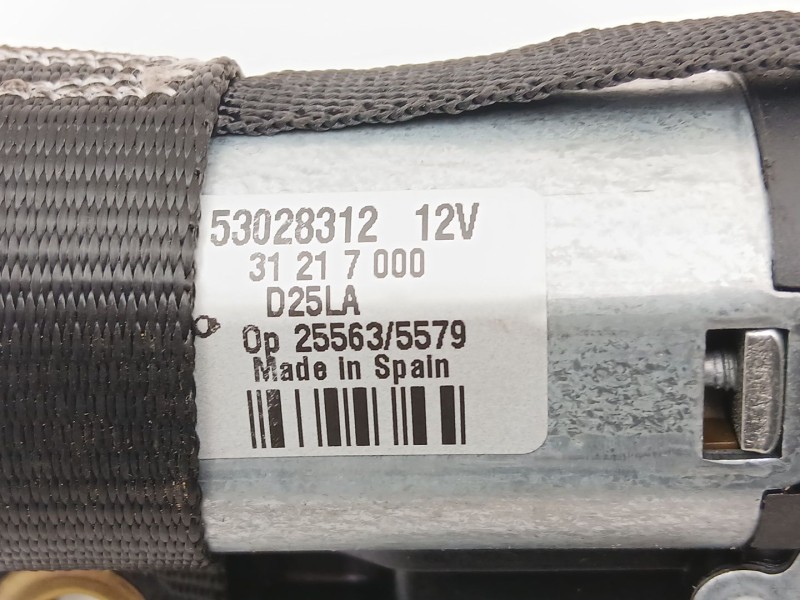 53028312 12V
31 21 7 000
D25LA
Op 25563/5579
Made in Spain